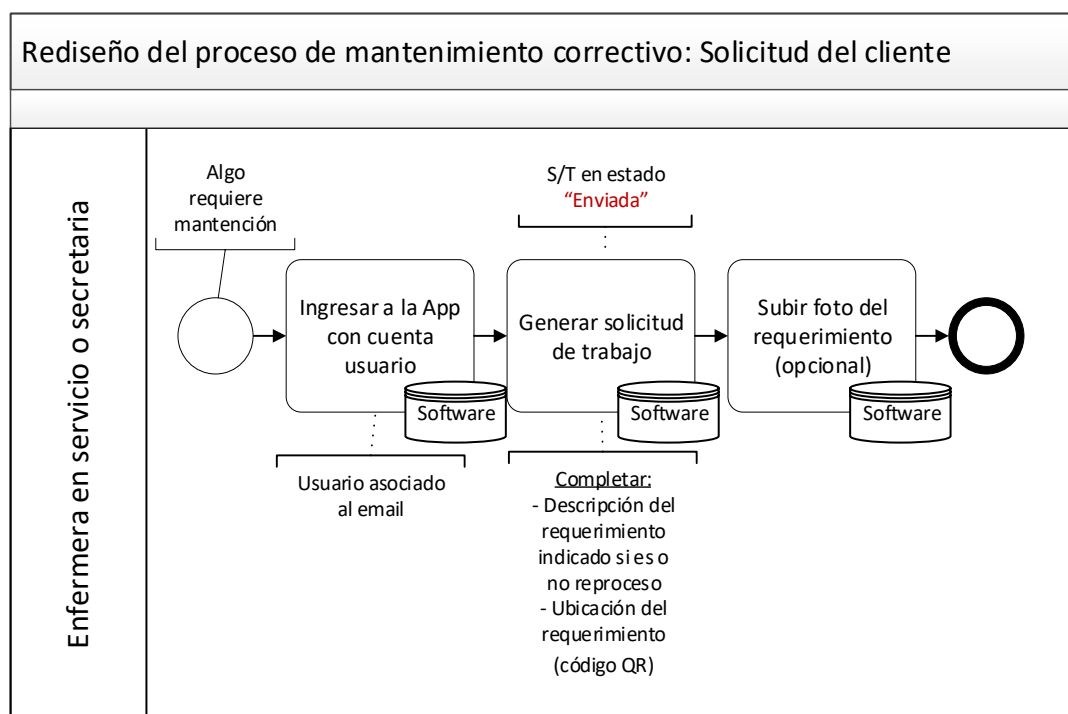 Rediseño del proceso de mantenimiento correctivo: Solicitud del cliente
Enfermera en servicio o secretaria
Algo
requiere
mantención
Ingresar a la App
con cuenta
usuario
Software
Usuario asociado
al email
S/T en estado
“Enviada”
Generar solicitud
de trabajo
Software
Completar:
- Descripción del
requerimiento
indicado si es o
no reproceso
- Ubicación del
requerimiento
(código QR)
Subir foto del
requerimiento
(opcional)
Software